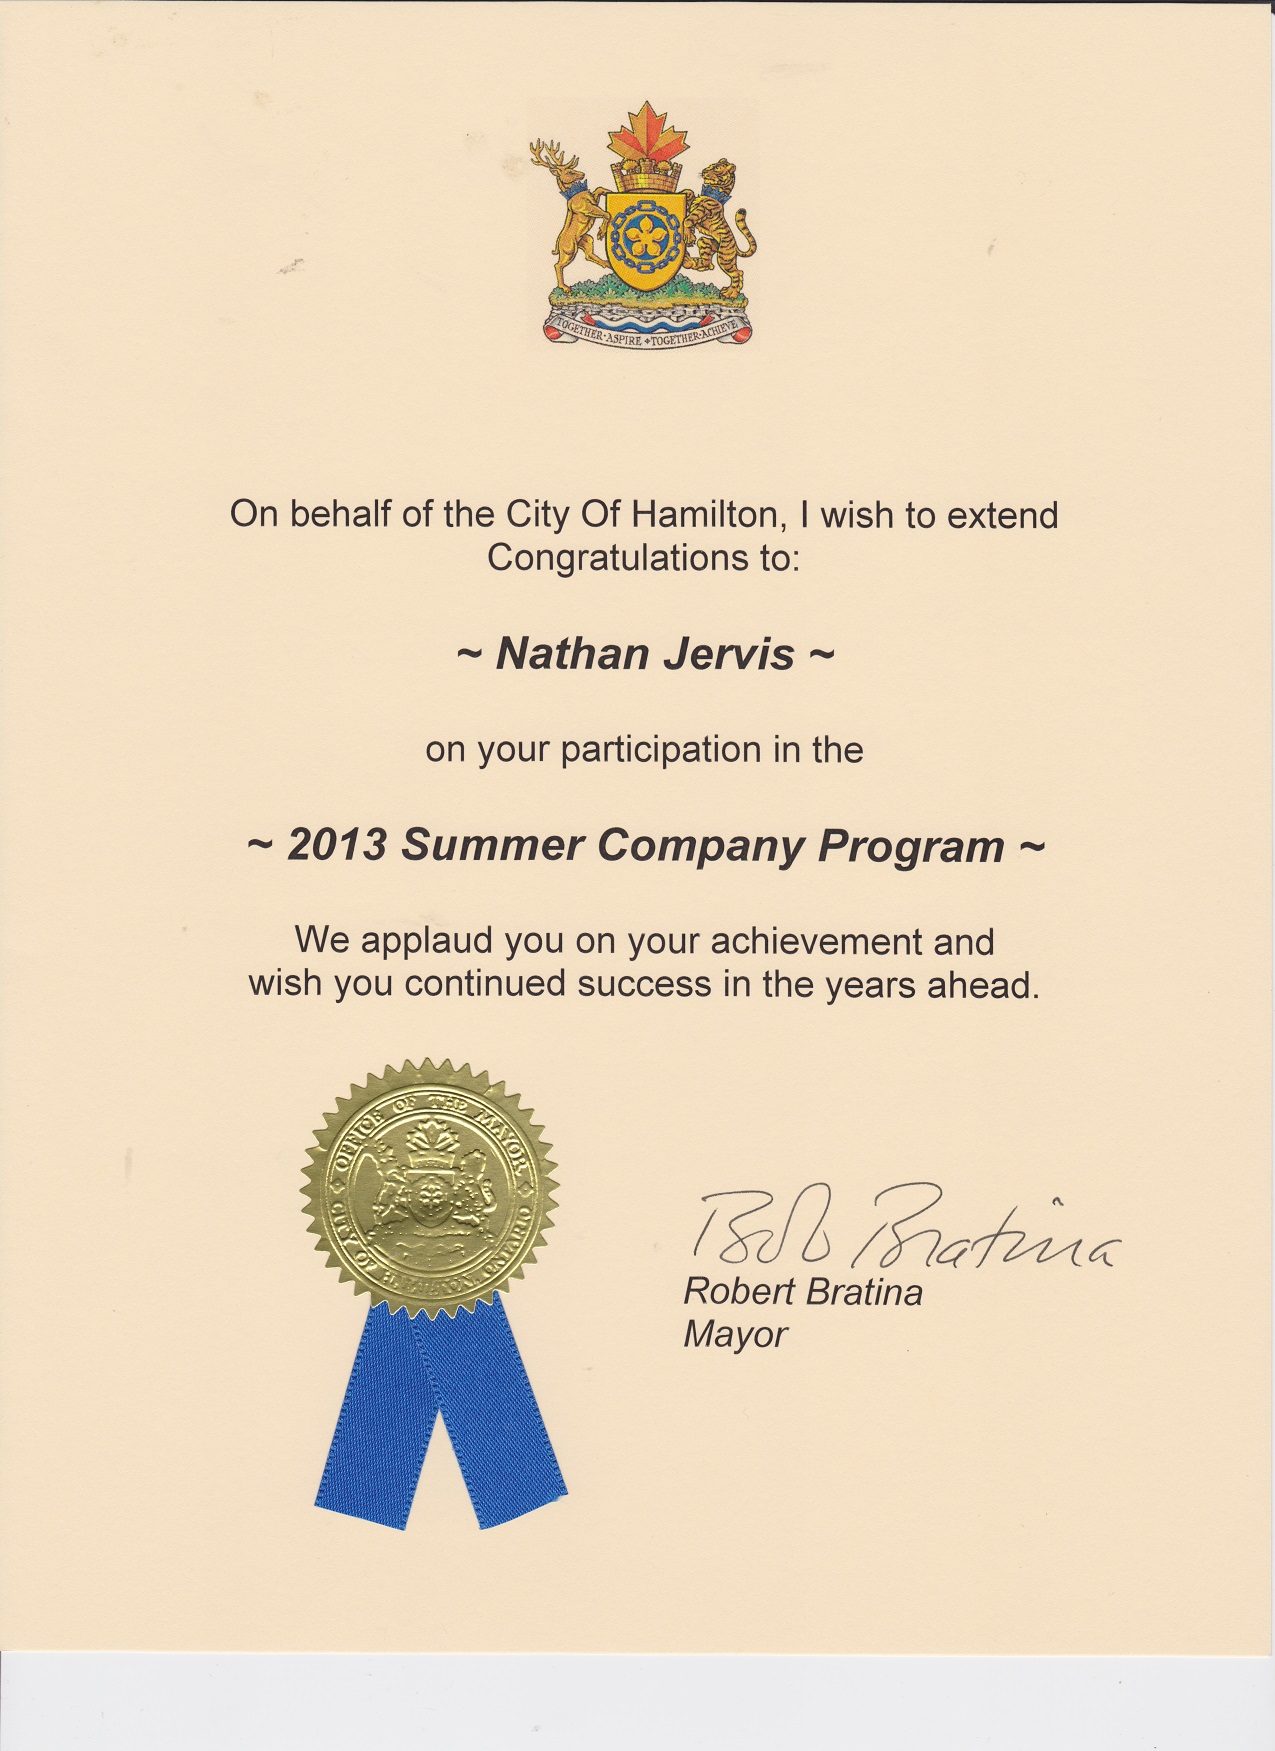 TOGETHER·ASPIRE✦TOGETHER·ACHIEVE
On behalf of the City Of Hamilton, I wish to extend
Congratulations to:
~ Nathan Jervis ~
on your participation in the
~ 2013 Summer Company Program ~
We applaud you on your achievement and
wish you continued success in the years ahead.
OFFICE OF THE MAYOR,
CITY OF HAMILTON, ONTARIO
Bob Bratina
Robert Bratina
Mayor